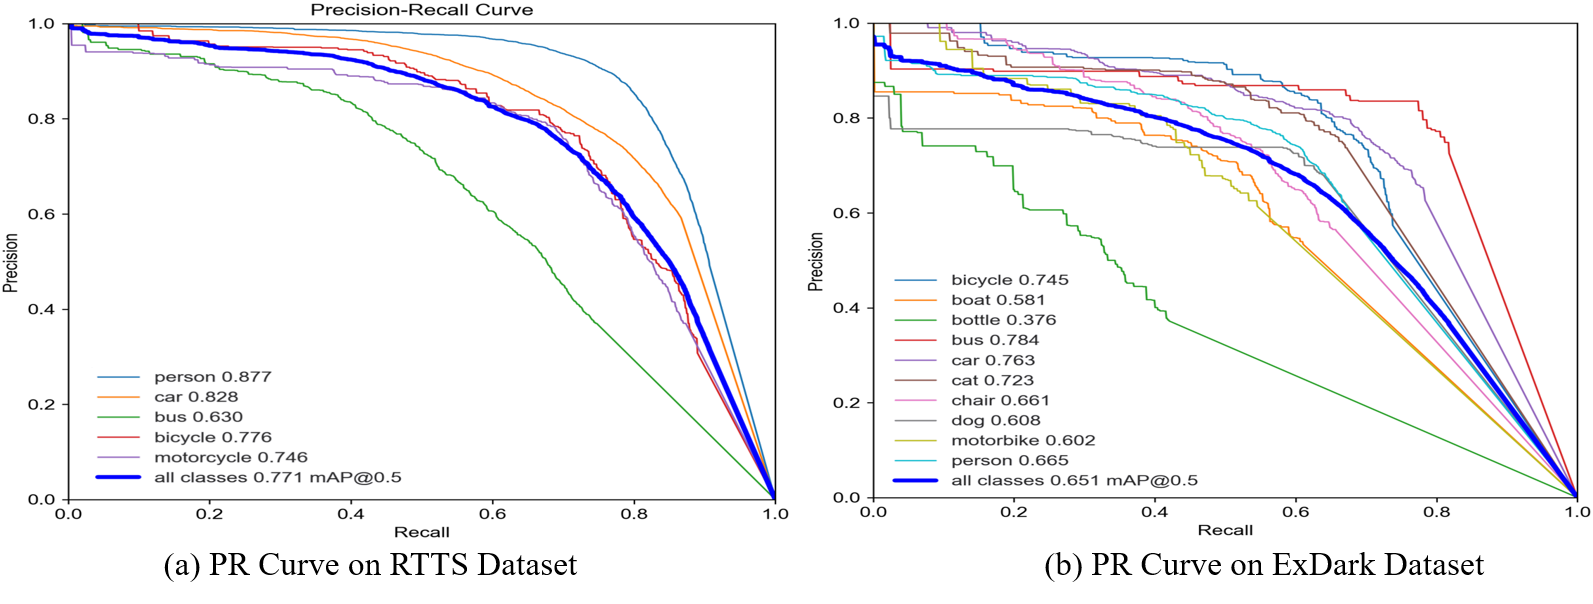 Precision-Recall Curve
1.0
0.8
0.6
0.4
0.2
0.0
Precision
person 0.877
car 0.828
bus 0.630
bicycle 0.776
motorcycle 0.746
all classes 0.771 mAP@0.5
0.0 0.2 0.4 0.6 0.8 1.0
Recall
(a) PR Curve on RTTS Dataset
1.0
0.8
0.6
0.4
0.2
0.0
Precision
bicycle 0.745
boat 0.581
bottle 0.376
bus 0.784
car 0.763
cat 0.723
chair 0.661
dog 0.608
motorbike 0.602
person 0.665
all classes 0.651 mAP@0.5
0.0 0.2 0.4 0.6 0.8 1.0
Recall
(b) PR Curve on ExDark Dataset